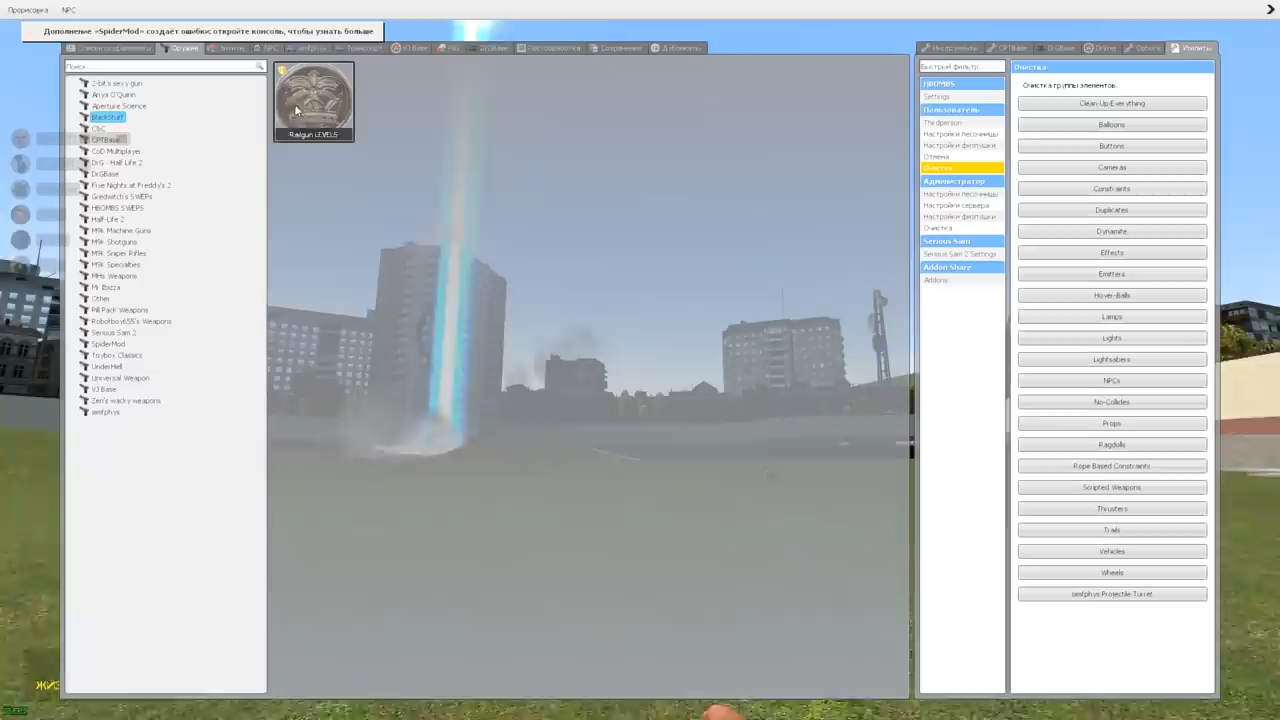 Прорисовка NPC
Дополнение «SpiderMod» создаёт ошибки откройте консоль, чтобы узнать больше
Оружие NPC Транспорт VJ Base DrGBase Постобработка Сохранения Дубликаты
Инструменты CPTBase DrGBase DrVrej Options Утилиты
Поиск...
2-bit's sexy gun
Anya O'Quinn
Aperture Science
BlackStuff
CPTBase
CoD Multiplayer
DrG - Half Life 2
DrGBase
Five Nights at Freddy's 2
Gredwitch's SWEPs
HBOMBS SWEPS
Half-Life 2
M9k Machine Guns
M9k Shotguns
M9k Sniper Rifles
M9k Specialties
MHs Weapons
Mr Ibizza
Other
Pill Pack Weapons
Robotboy655's Weapons
Serious Sam 2
SpiderMod
Toybox Classics
UnderHell
Universal Weapon
VJ Base
Zen's wacky weapons
wmfphys
Railgun LEVEL5
Быстрый фильтр
HBOMBS
Settings
Пользователь
Thirdperson
Настройки песочницы
Настройки физпушки
Отмена
Очистка
Администратор
Настройки песочницы
Настройки сервера
Настройки физпушки
Очистка
Serious Sam
Serious Sam 2 Settings
Addon Share
Addons
Очистка
Очистка группы элементов.
Clean Up Everything
Balloons
Buttons
Cameras
Constraints
Duplicates
Dynamite
Effects
Emitters
Hover-Balls
Lamps
Lights
Lightsabers
NPCs
No-Collides
Props
Ragdolls
Rope Based Constraints
Scripted Weapons
Thrusters
Trails
Vehicles
Wheels
wmfphys Projectile Turret